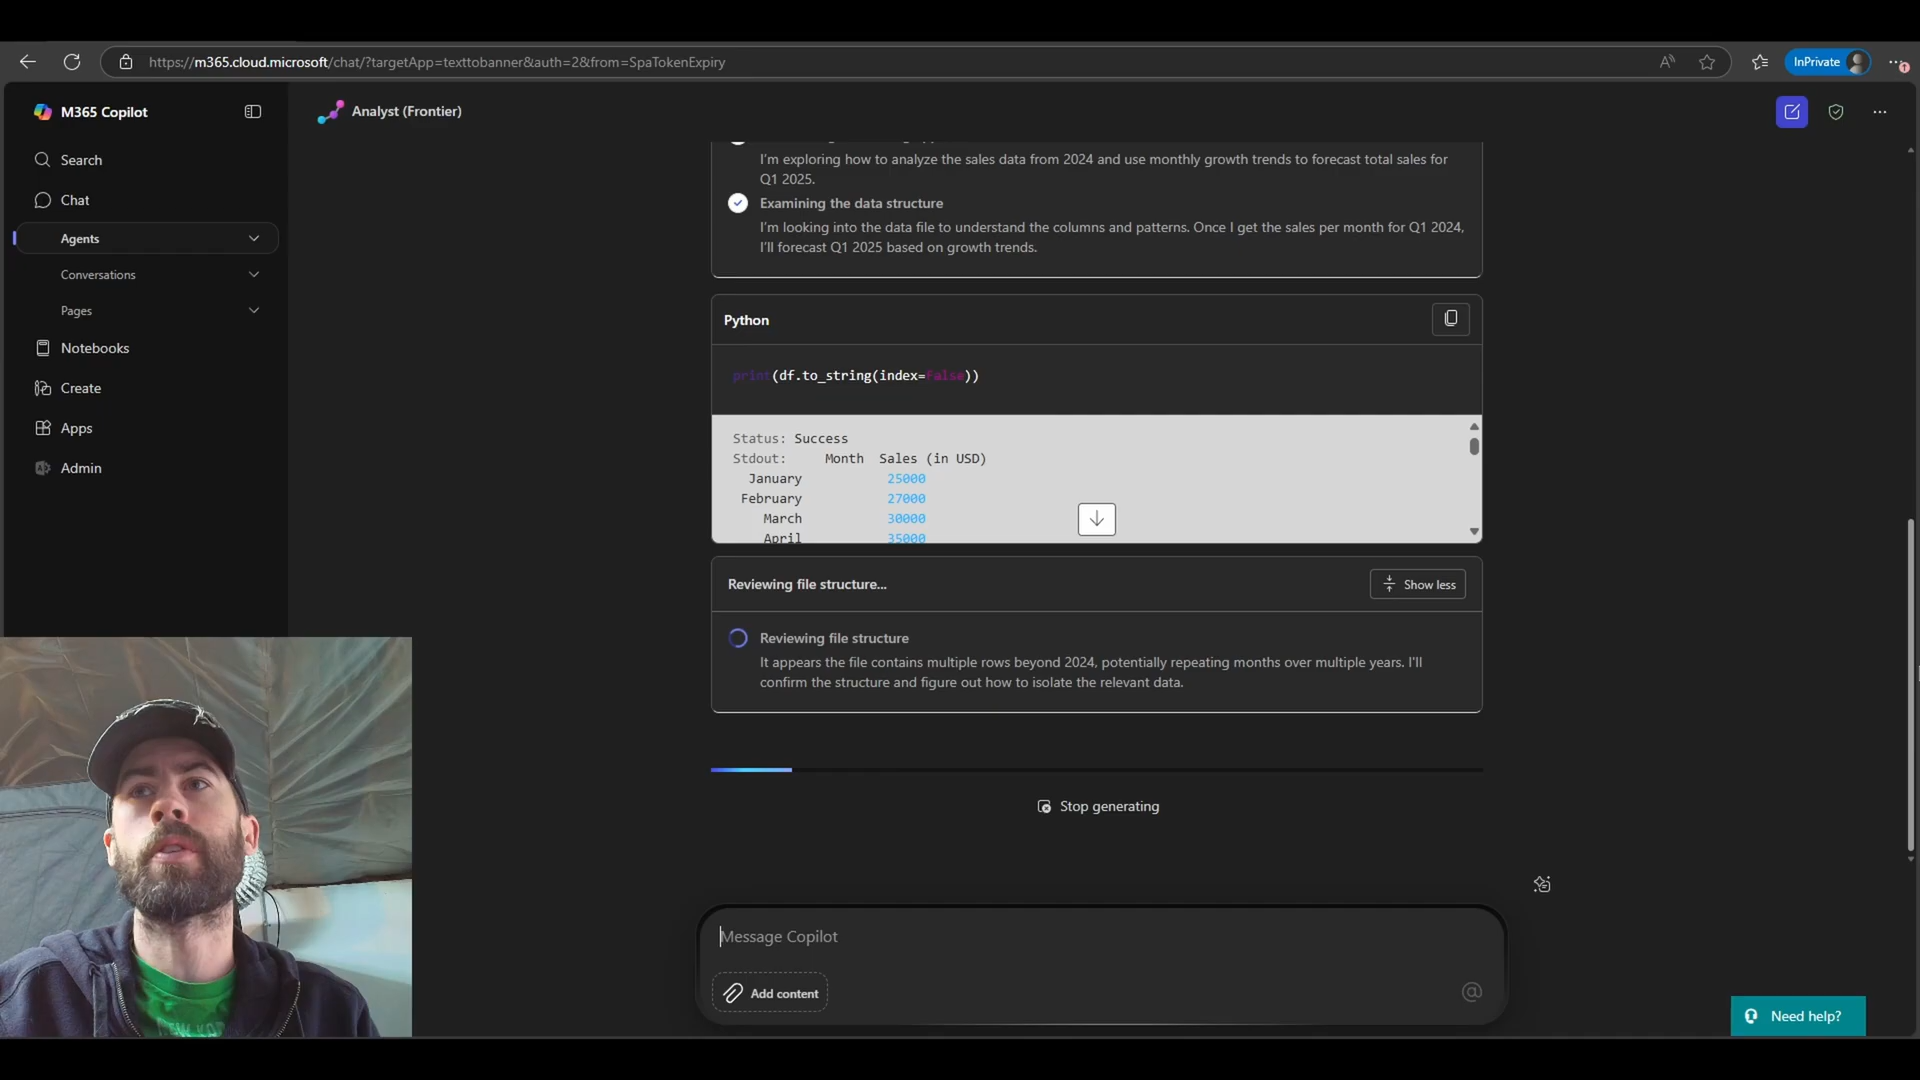 https://m365.cloud.microsoft/chat/?targetApp=texttobanner&auth=2&from=SpaTokenExpiry
InPrivate
M365 Copilot
Search
Chat
Agents
Conversations
Pages
Notebooks
Create
Apps
Admin
Analyst (Frontier)
I'm exploring how to analyze the sales data from 2024 and use monthly growth trends to forecast total sales for
Q1 2025.
Examining the data structure
I'm looking into the data file to understand the columns and patterns. Once I get the sales per month for Q1 2024,
I'll forecast Q1 2025 based on growth trends.
Python
print(df.to_string(index=False))
Status: Success
Stdout: Month Sales (in USD)
January 25000
February 27000
March 30000
April 35000
Reviewing file structure...
Show less
Reviewing file structure
It appears the file contains multiple rows beyond 2024, potentially repeating months over multiple years. I'll
confirm the structure and figure out how to isolate the relevant data.
Stop generating
Message Copilot
Add content
Need help?